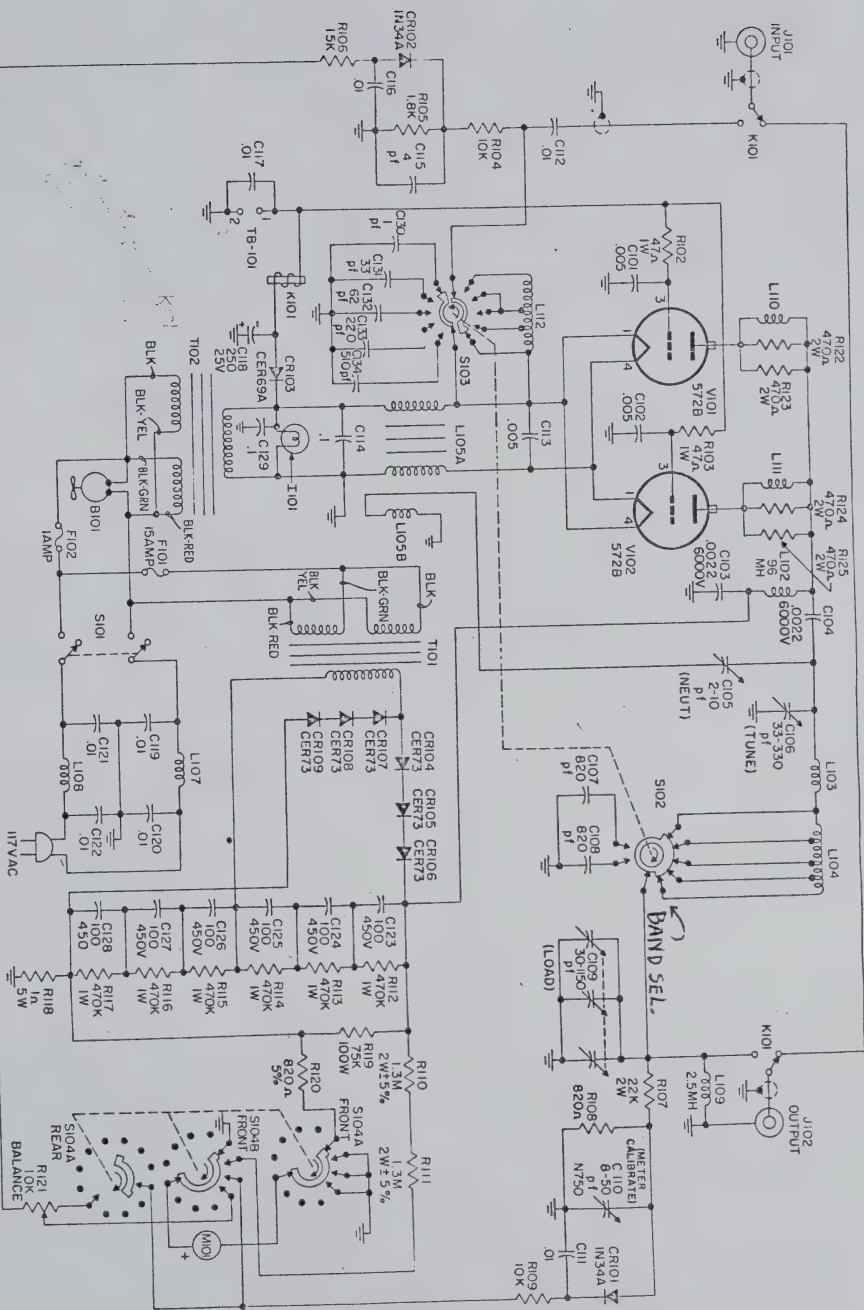 J101
INPUT
K101
C112
.01
R104
10K
CR102
1N34A
R106
15K
C116
.01
R105
1.8K
C115
4
pf
C117
.01
TB-101
1
2
K101
R102
47Ω
1W
C101
.005
3
1
4
V101
572B
L110
R122
470Ω
2W
R123
470Ω
2W
L112
S103
C130
1
pf
C131
33
pf
C132
62
pf
C133
220
pf
C134
510pf
C118
250
25V
CR103
CER69A
C129
.1
I101
C114
.1
L105A
C113
.005
C102
.005
R103
47Ω
1W
3
1
4
V102
572B
L111
R124
470Ω
2W
R125
470Ω
2W
L102
96
MH
C103
.0022
6000V
C104
.0022
6000V
L105B
C105
2-10
pf
(NEUT)
C106
33-330
pf
(TUNE)
L103
L104
S102
BAND SEL.
C107
820
pf
C108
820
pf
C109
30-1150
pf
(LOAD)
K101
J102
OUTPUT
L109
2.5MH
R107
22K
2W
R108
820Ω
(METER
CALIBRATE)
C110
8-50
pf
N750
CR101
1N34A
C111
.01
R109
10K
T102
BLK
BLK-YEL
BLK-GRN
BLK-RED
B101
F102
1AMP
F101
15AMP
S101
BLK
BLK-GRN
BLK
YEL
BLK-RED
T101
CR107
CER73
CR108
CER73
CR109
CER73
CR104
CER73
CR105
CER73
CR106
CER73
L107
L108
C119
.01
C121
.01
C120
.01
C122
.01
117VAC
C123
100
450V
C124
100
450V
C125
100
450V
C126
100
450V
C127
100
450V
C128
100
450
R112
470K
1W
R113
470K
1W
R114
470K
1W
R115
470K
1W
R116
470K
1W
R117
470K
1W
R118
1Ω
5W
R119
75K
100W
R120
820Ω
5%
R110
1.3M
2W±5%
R111
1.3M
2W±5%
S104A
FRONT
S104B
FRONT
S104A
REAR
R121
10K
BALANCE
M101
+